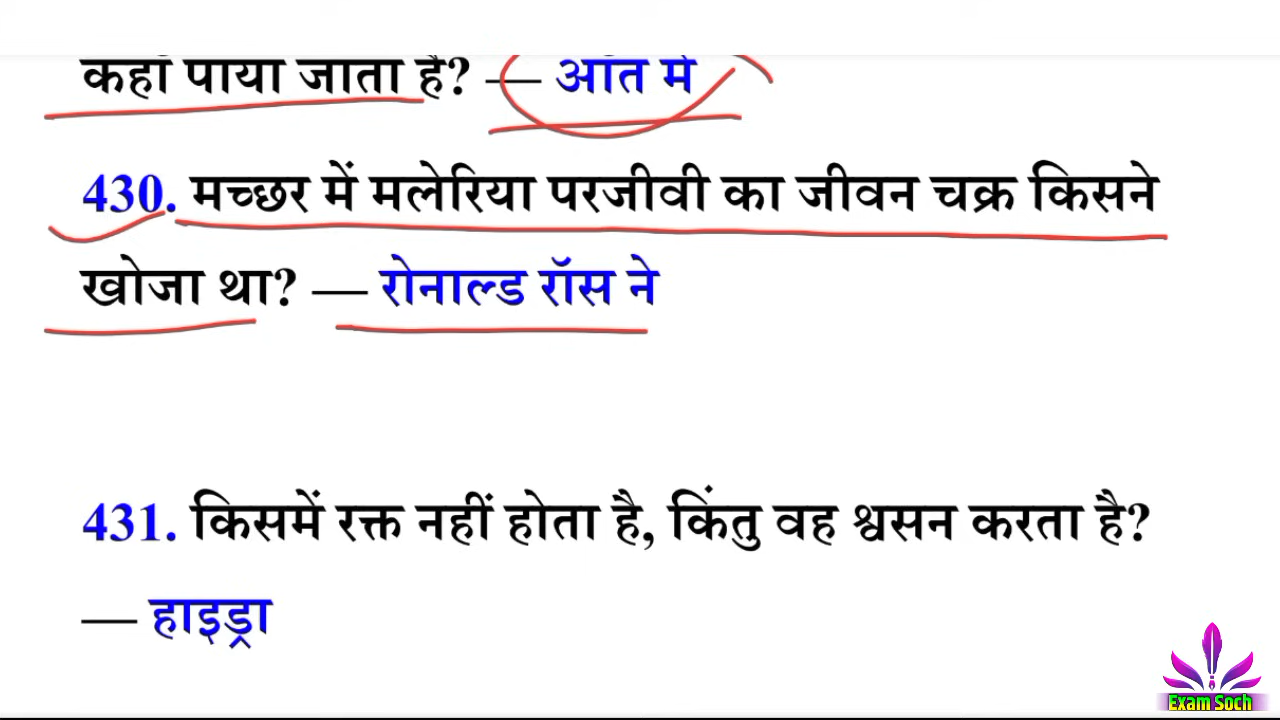 कहाँ पाया जाता है? — आंत में
430. मच्छर में मलेरिया परजीवी का जीवन चक्र किसने
खोजा था? — रोनाल्ड रॉस ने
431. किसमें रक्त नहीं होता है, किंतु वह श्वसन करता है?
— हाइड्रा
Exam Soch